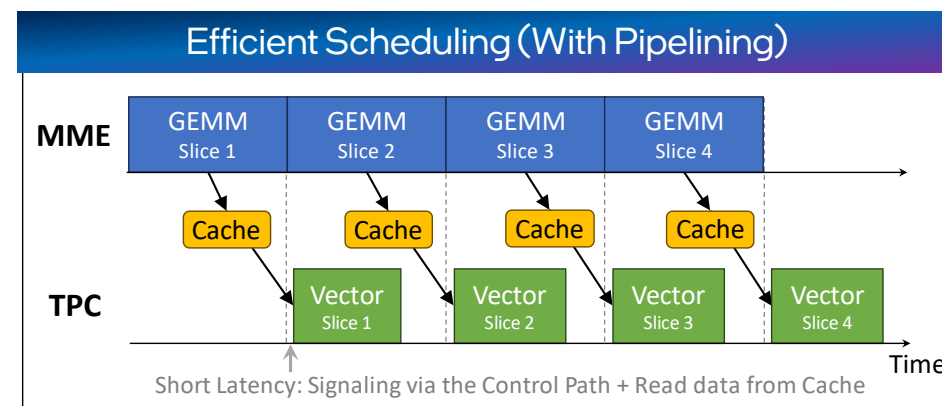 Efficient Scheduling (With Pipelining)
MME
GEMM
Slice 1
GEMM
Slice 2
GEMM
Slice 3
GEMM
Slice 4
Cache
Cache
Cache
Cache
TPC
Vector
Slice 1
Vector
Slice 2
Vector
Slice 3
Vector
Slice 4
Time
Short Latency: Signaling via the Control Path + Read data from Cache